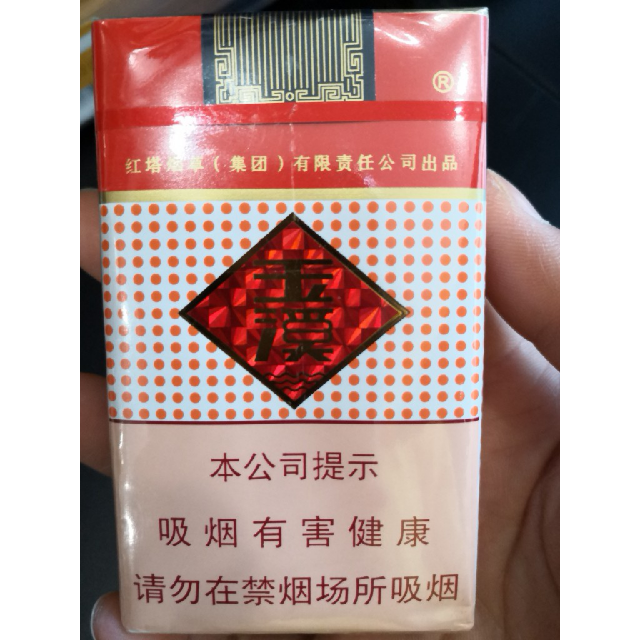 ®
红塔烟草（集团）有限责任公司出品
玉溪
本公司提示
吸烟有害健康
请勿在禁烟场所吸烟